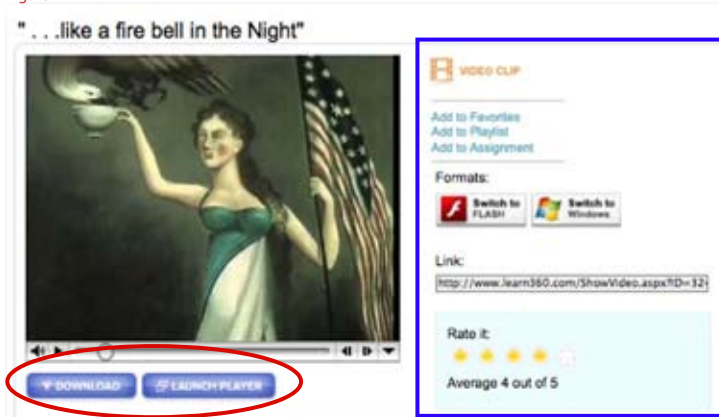 " . . .like a fire bell in the Night"
VIDEO CLIP
Add to Favorites
Add to Playlist
Add to Assignment
Formats:
Switch to
FLASH
Switch to
Windows
Link:
http://www.learn360.com/ShowVideo.aspx?ID=32
Rate it:
Average 4 out of 5
DOWNLOAD
LAUNCH PLAYER